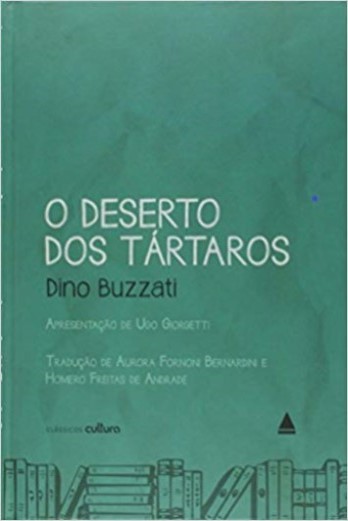 O DESERTO
DOS TÁRTAROS
Dino Buzzati
APRESENTAÇÃO DE UGO GIORGETTI
TRADUÇÃO DE AURORA FORNONI BERNARDINI E
HOMERO FREITAS DE ANDRADE
CLÁSSICOS cultura